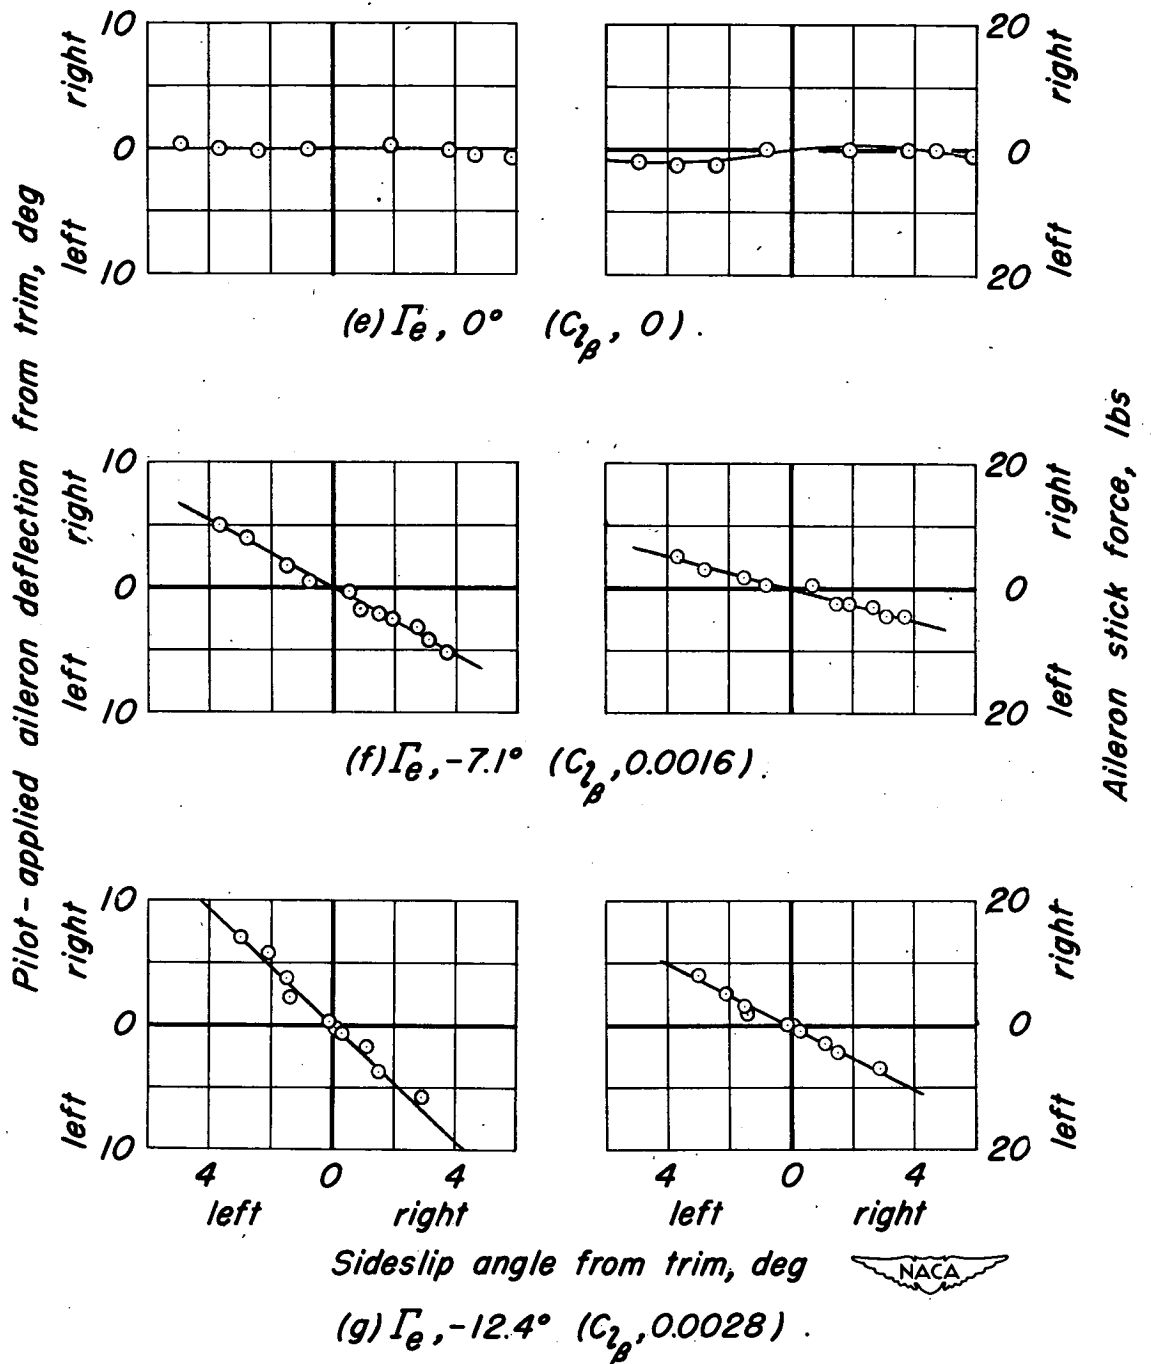 Pilot-applied aileron deflection from trim, deg
10
right
0
left
10
20
right
0
left
20
(e) Γe, 0° (Clβ, 0).
10
right
0
left
10
20
right
0
left
20
Aileron stick force, lbs
(f) Γe, -7.1° (Clβ, 0.0016).
10
right
0
left
10
20
right
0
left
20
4 0 4
left right
4 0 4
left right
Sideslip angle from trim, deg
NACA
(g) Γe, -12.4° (Clβ, 0.0028).